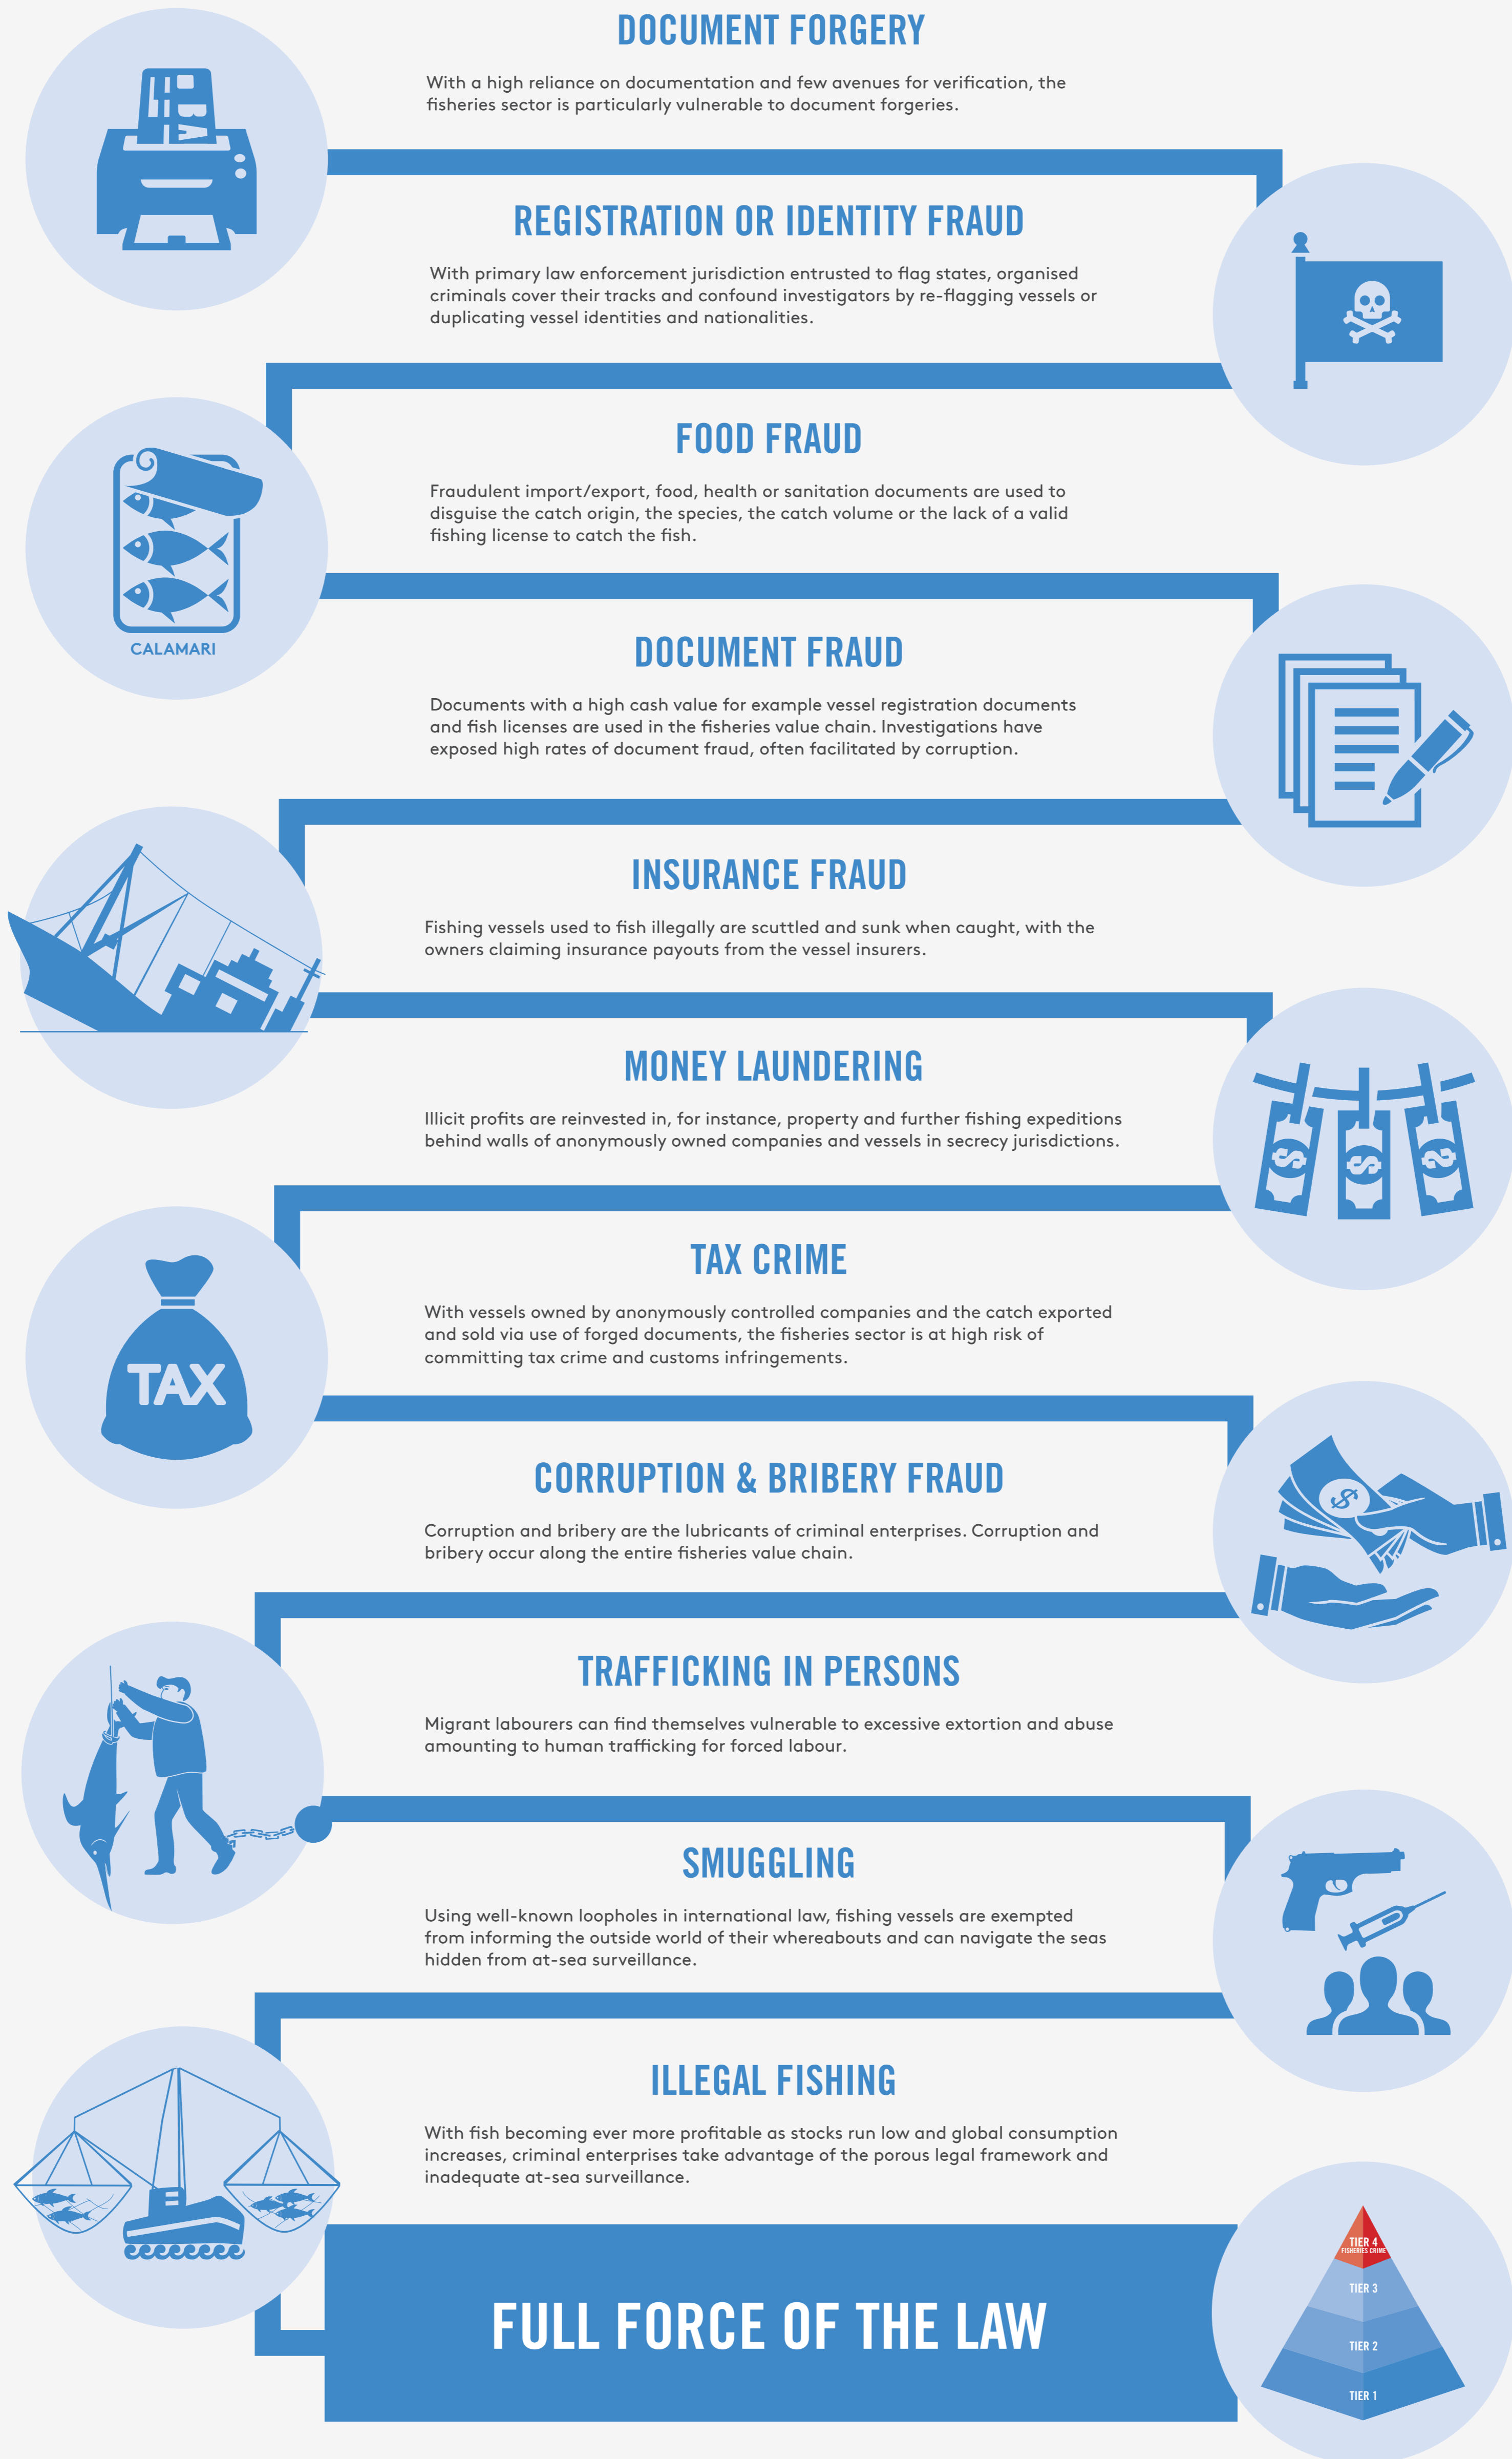 DOCUMENT FORGERY
With a high reliance on documentation and few avenues for verification, the
fisheries sector is particularly vulnerable to document forgeries.
REGISTRATION OR IDENTITY FRAUD
With primary law enforcement jurisdiction entrusted to flag states, organised
criminals cover their tracks and confound investigators by re-flagging vessels or
duplicating vessel identities and nationalities.
FOOD FRAUD
Fraudulent import/export, food, health or sanitation documents are used to
disguise the catch origin, the species, the catch volume or the lack of a valid
fishing license to catch the fish.
CALAMARI
DOCUMENT FRAUD
Documents with a high cash value for example vessel registration documents
and fish licenses are used in the fisheries value chain. Investigations have
exposed high rates of document fraud, often facilitated by corruption.
INSURANCE FRAUD
Fishing vessels used to fish illegally are scuttled and sunk when caught, with the
owners claiming insurance payouts from the vessel insurers.
MONEY LAUNDERING
Illicit profits are reinvested in, for instance, property and further fishing expeditions
behind walls of anonymously owned companies and vessels in secrecy jurisdictions.
$ $ $
TAX CRIME
With vessels owned by anonymously controlled companies and the catch exported
and sold via use of forged documents, the fisheries sector is at high risk of
committing tax crime and customs infringements.
TAX
CORRUPTION & BRIBERY FRAUD
Corruption and bribery are the lubricants of criminal enterprises. Corruption and
bribery occur along the entire fisheries value chain.
$
TRAFFICKING IN PERSONS
Migrant labourers can find themselves vulnerable to excessive extortion and abuse
amounting to human trafficking for forced labour.
SMUGGLING
Using well-known loopholes in international law, fishing vessels are exempted
from informing the outside world of their whereabouts and can navigate the seas
hidden from at-sea surveillance.
ILLEGAL FISHING
With fish becoming ever more profitable as stocks run low and global consumption
increases, criminal enterprises take advantage of the porous legal framework and
inadequate at-sea surveillance.
FULL FORCE OF THE LAW
TIER 4
FISHERIES CRIME
TIER 3
TIER 2
TIER 1